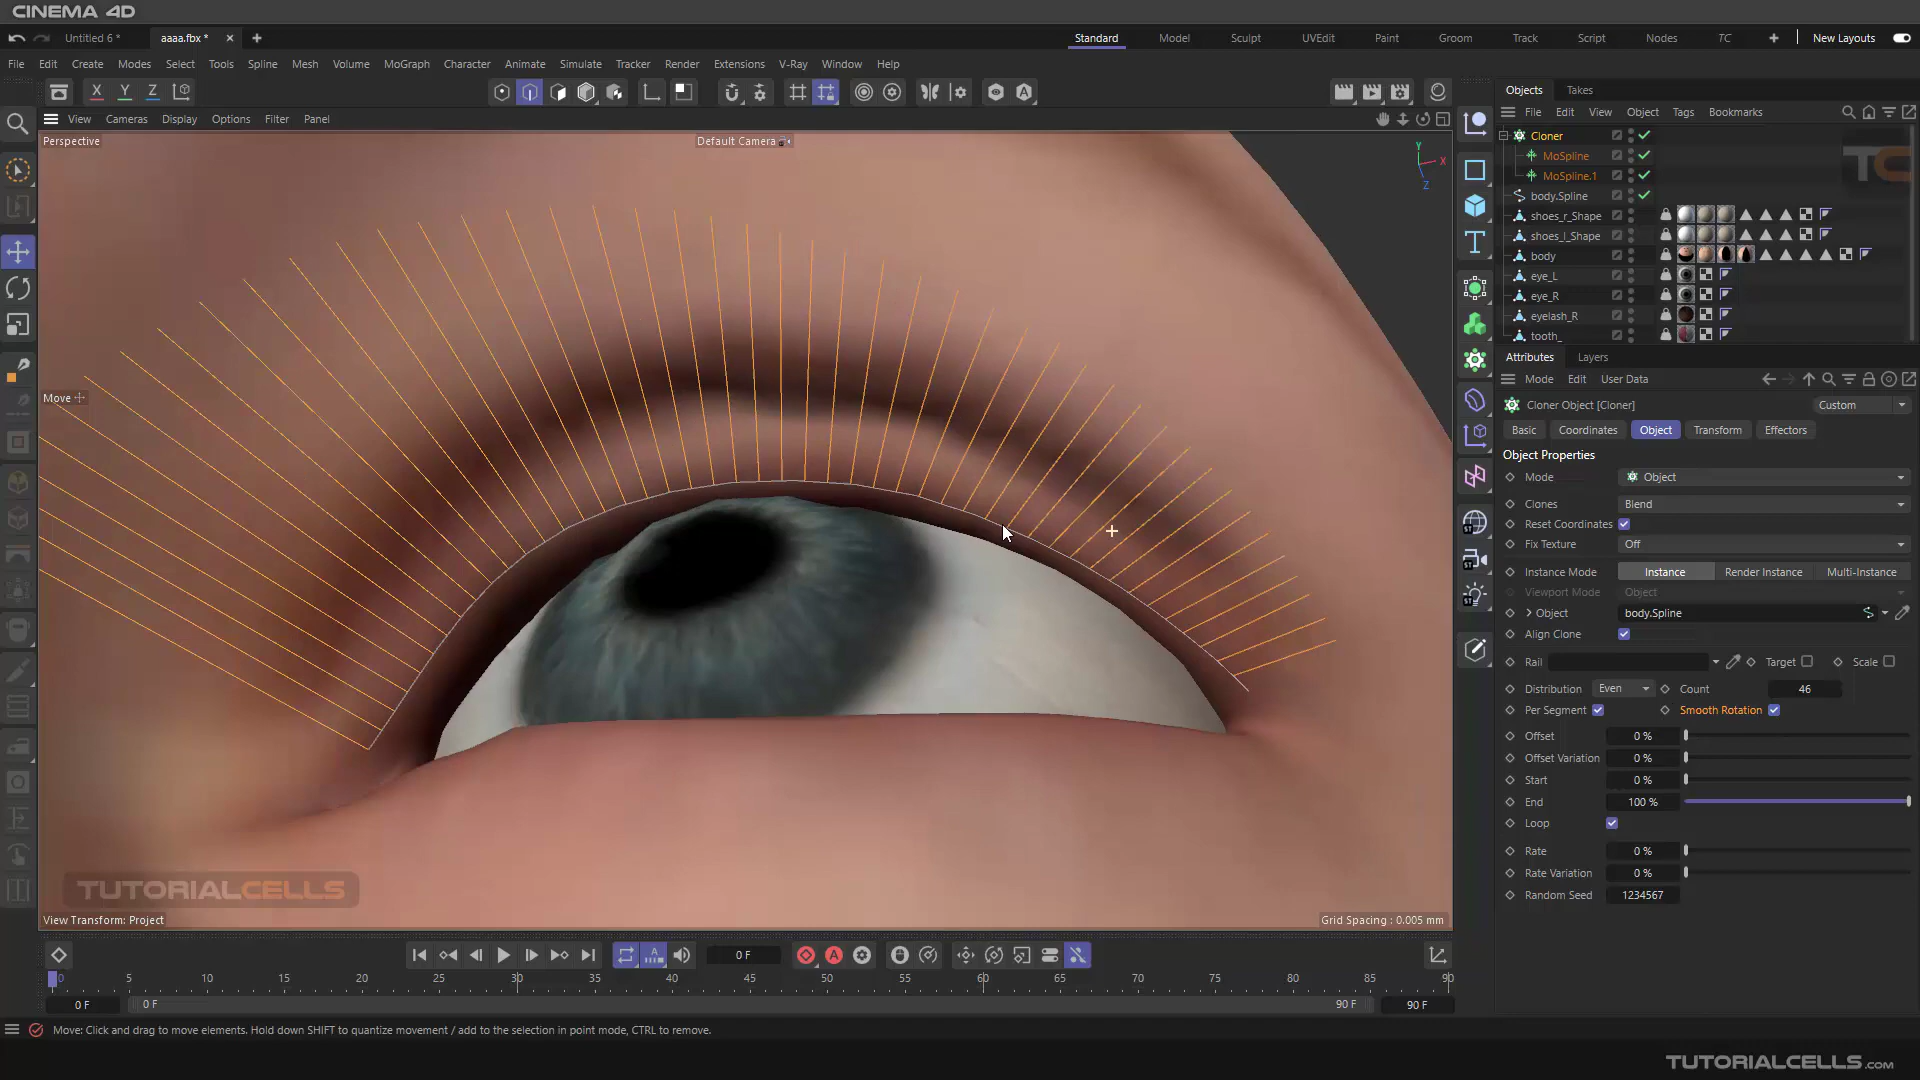 CINEMA 4D
Untitled 6 *
aaaa.fbx *
Standard
Model
Sculpt
UVEdit
Paint
Groom
Track
Script
Nodes
TC
New Layouts
File Edit Create Modes Select Tools Spline Mesh Volume MoGraph Character Animate Simulate Tracker Render Extensions V-Ray Window Help
X Y Z
View Cameras Display Options Filter Panel
Perspective
Default Camera
Y
X
Z
Move
TUTORIALCELLS
View Transform: Project
Grid Spacing : 0.005 mm
Objects Takes
File Edit View Object Tags Bookmarks
Cloner
MoSpline
MoSpline.1
body.Spline
shoes_r_Shape
shoes_l_Shape
body
eye_L
eye_R
eyelash_R
tooth_
TC
Attributes Layers
Mode Edit User Data
Cloner Object [Cloner]
Custom
Basic Coordinates Object Transform Effectors
Object Properties
Mode Object
Clones Blend
Reset Coordinates
Fix Texture Off
Instance Mode Instance Render Instance Multi-Instance
Viewport Mode Object
Object body.Spline
Align Clone
Rail Target Scale
Distribution Even Count 46
Per Segment Smooth Rotation
Offset 0 %
Offset Variation 0 %
Start 0 %
End 100 %
Loop
Rate 0 %
Rate Variation 0 %
Random Seed 1234567
0 F
0 5 10 15 20 25 30 35 40 45 50 55 60 65 70 75 80 85 90
0 F 0 F 90 F 90 F
Move: Click and drag to move elements. Hold down SHIFT to quantize movement / add to the selection in point mode, CTRL to remove.
TUTORIALCELLS.com